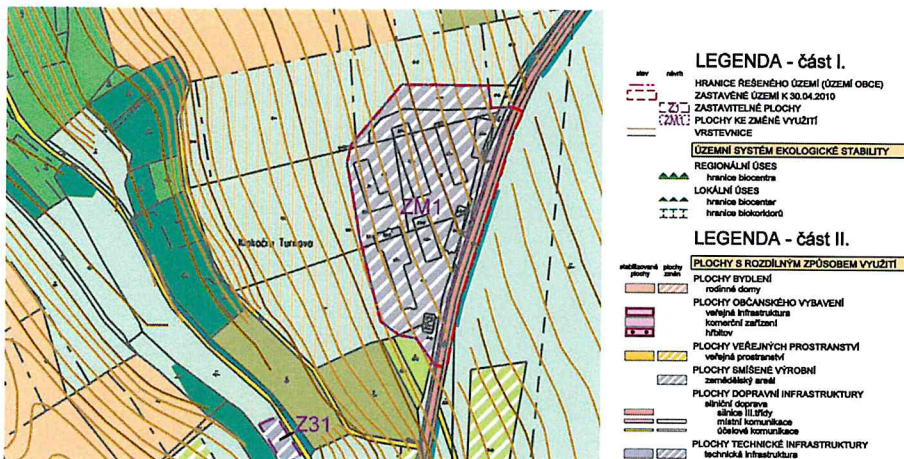 ZM1
Z31
LEGENDA - část I.
stav návrh
HRANICE ŘEŠENÉHO ÚZEMÍ (ÚZEMÍ OBCE)
ZASTAVĚNÉ ÚZEMÍ K 30.04.2010
ZJ ZASTAVITELNÉ PLOCHY
ZM1 PLOCHY KE ZMĚNĚ VYUŽITÍ
VRSTEVNICE
ÚZEMNÍ SYSTÉM EKOLOGICKÉ STABILITY
REGIONÁLNÍ ÚSES
hranice biocentra
LOKÁLNÍ ÚSES
hranice biocenter
hranice biokoridorů
LEGENDA - část II.
PLOCHY S ROZDÍLNÝM ZPŮSOBEM VYUŽITÍ
stabilizované plochy
plochy změn
PLOCHY BYDLENÍ
rodinné domy
PLOCHY OBČANSKÉHO VYBAVENÍ
veřejná infrastruktura
komerční zařízení
hřbitov
PLOCHY VEŘEJNÝCH PROSTRANSTVÍ
veřejná prostranství
PLOCHY SMÍŠENÉ VÝROBNÍ
zemědělský areál
PLOCHY DOPRAVNÍ INFRASTRUKTURY
silniční doprava
silnice III.třídy
místní komunikace
účelové komunikace
PLOCHY TECHNICKÉ INFRASTRUKTURY
technická infrastruktura